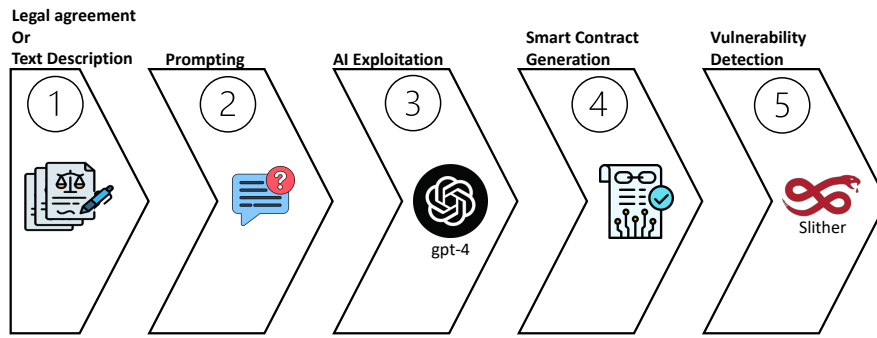 Legal agreement
Or
Text Description
Prompting
AI Exploitation
Smart Contract
Generation
Vulnerability
Detection
1
2
3
4
5
?
gpt-4
Slither